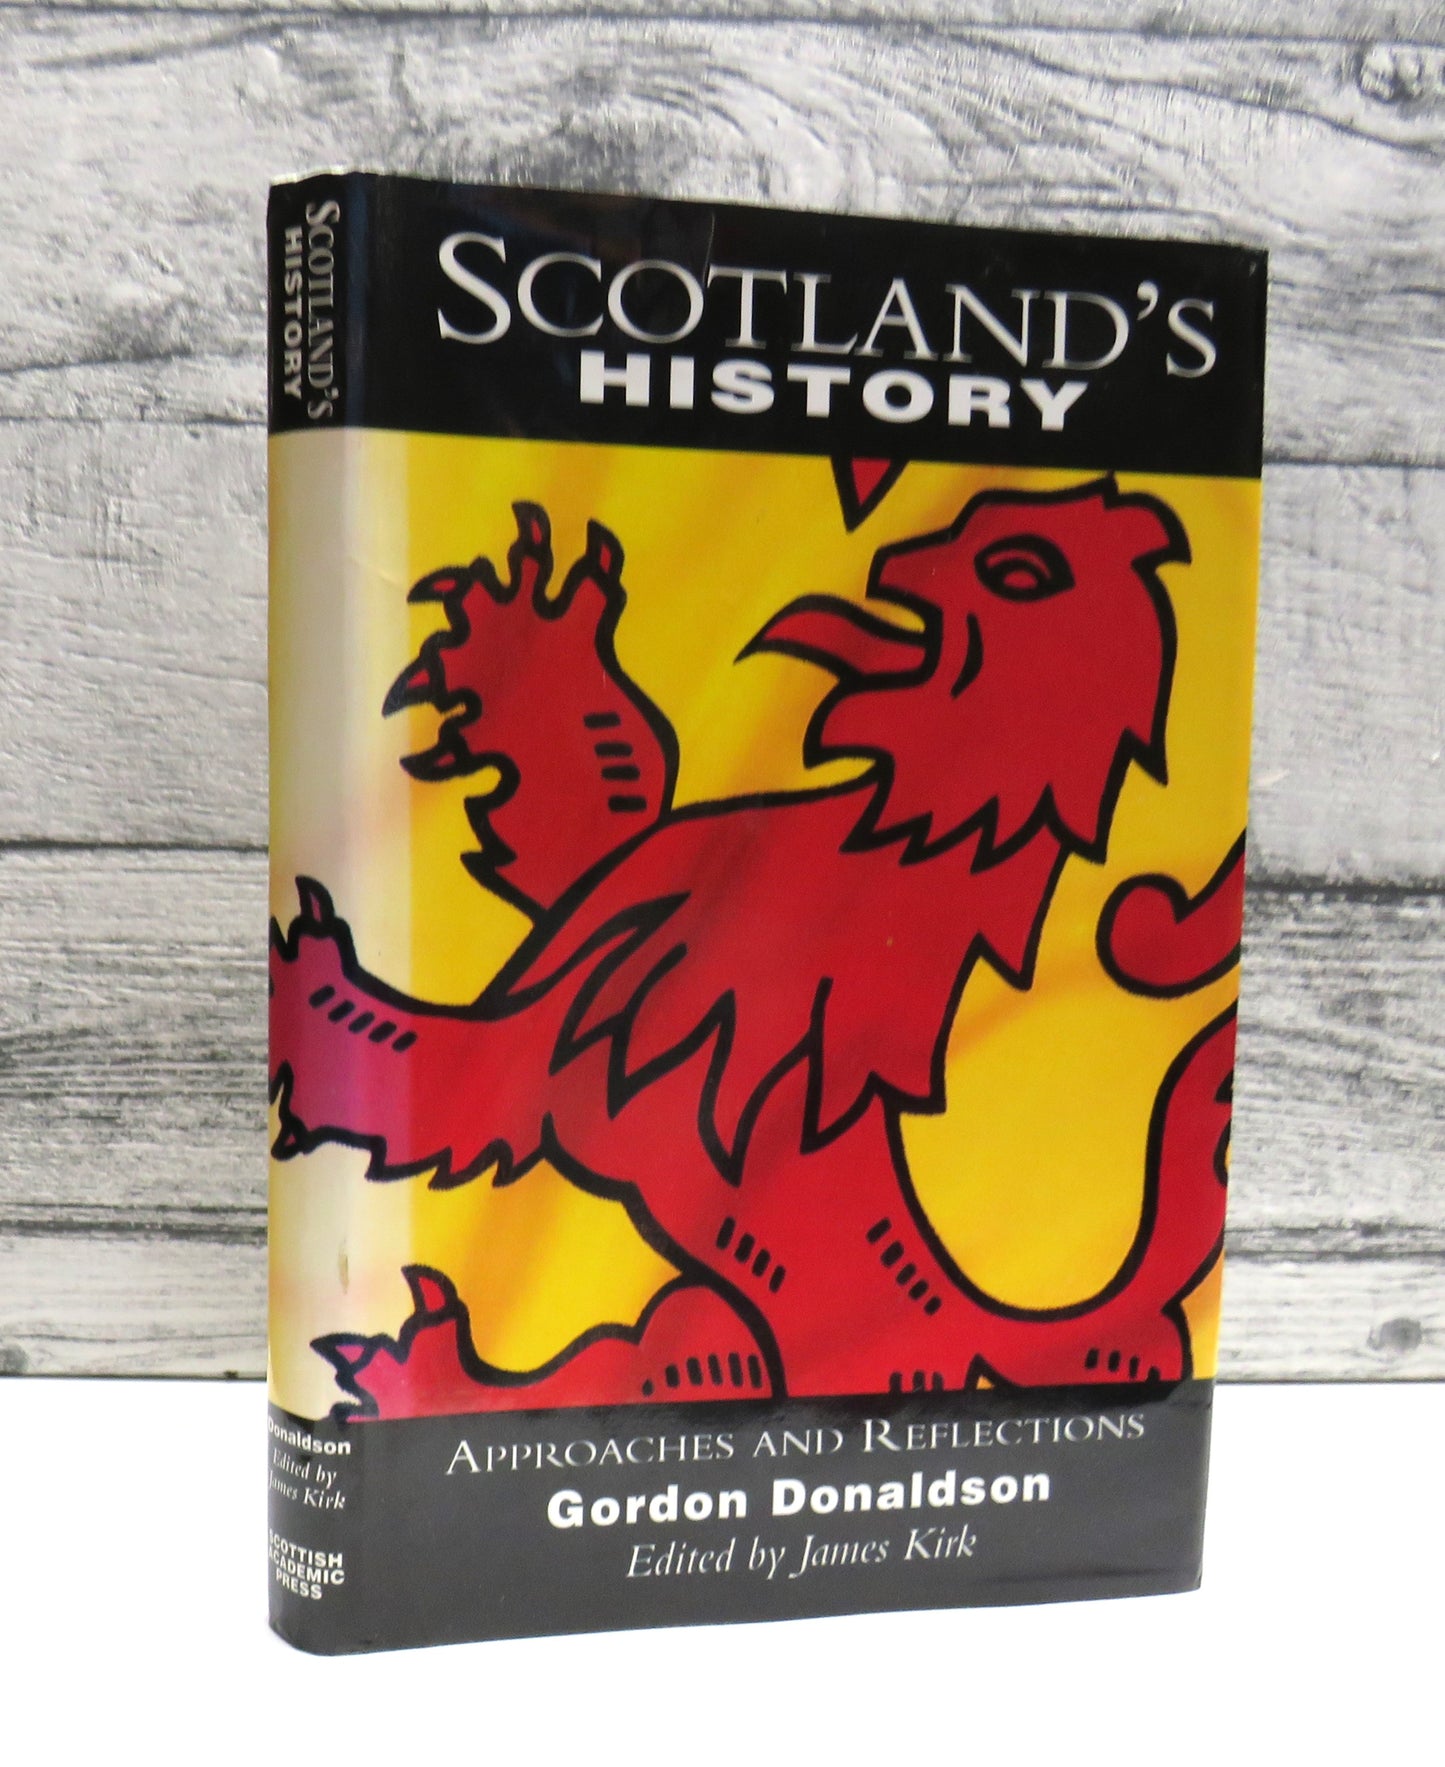 SCOTLAND'S
HISTORY
APPROACHES AND REFLECTIONS
Gordon Donaldson
Edited by James Kirk
SCOTLAND'S
HISTORY
Donaldson
Edited by
James Kirk
SCOTTISH
ACADEMIC
PRESS